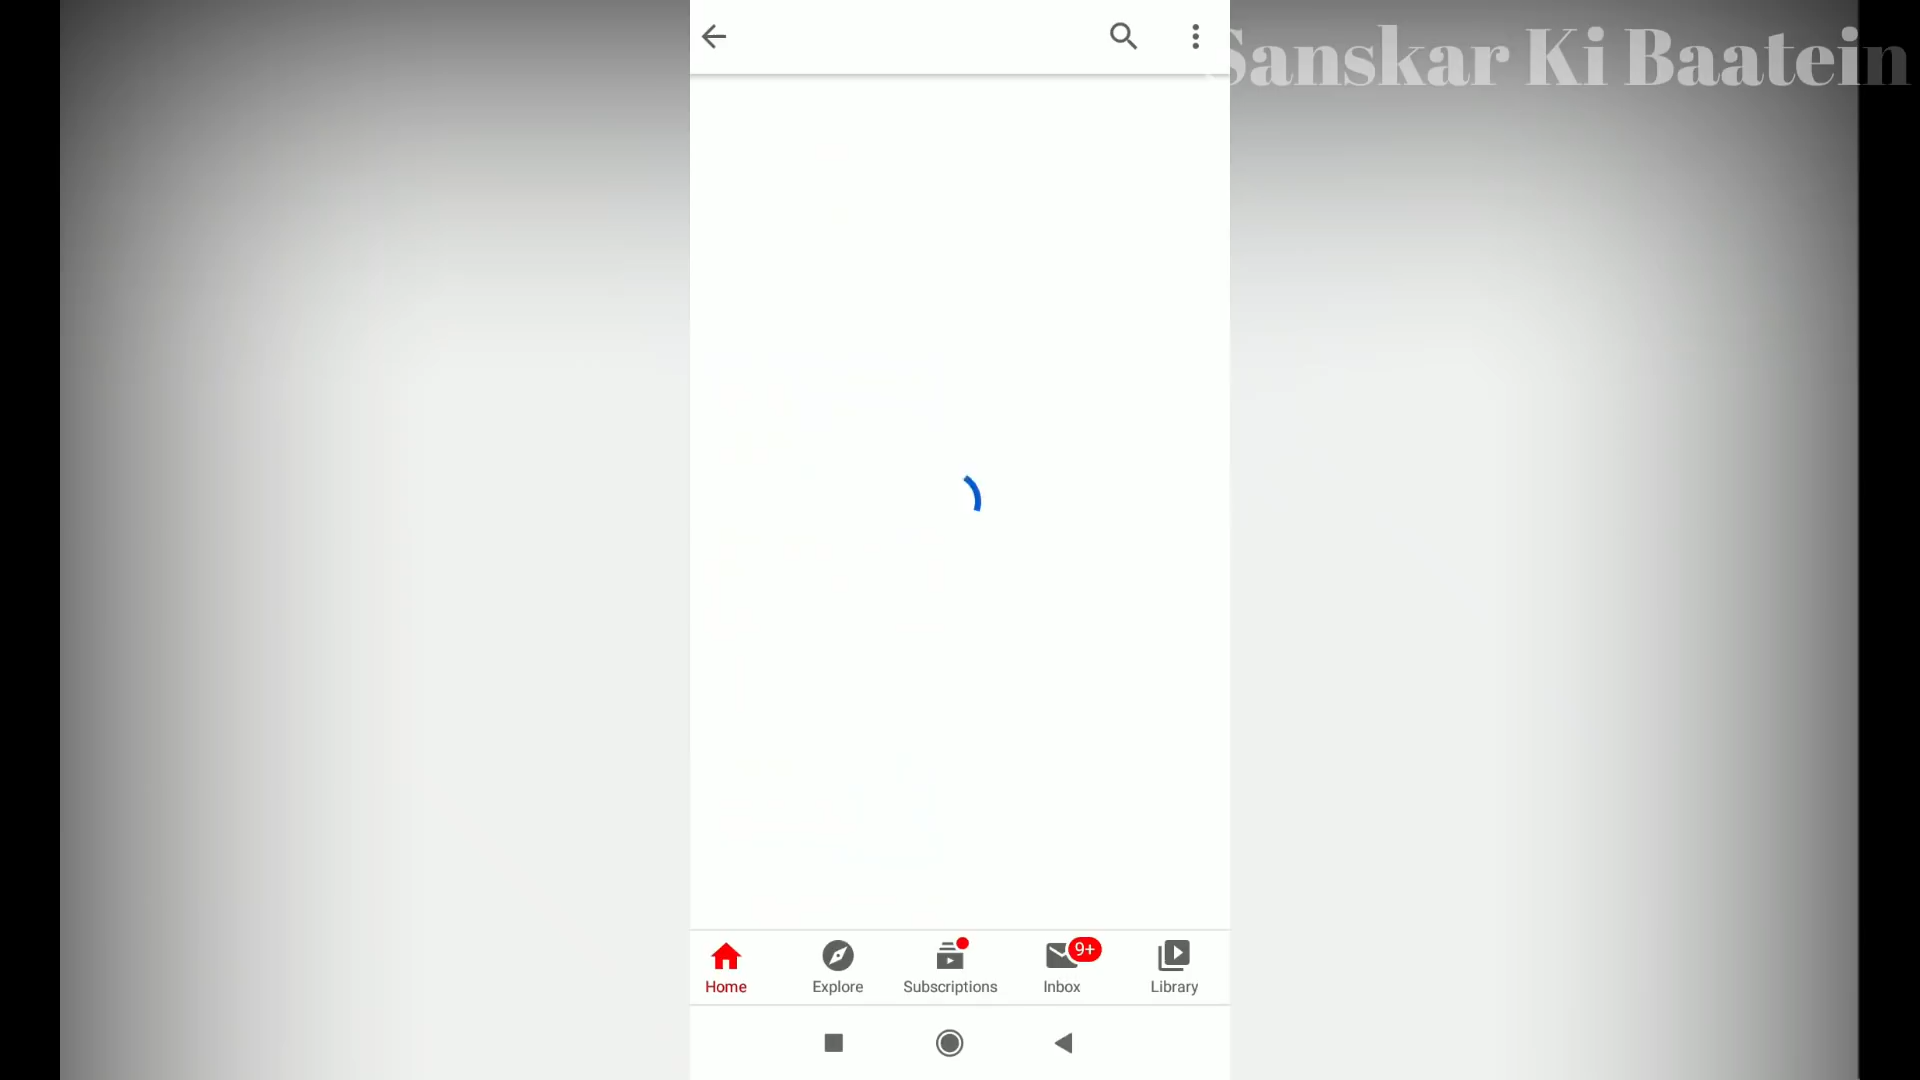 Sanskar Ki Baatein
9+
Home
Explore
Subscriptions
Inbox
Library